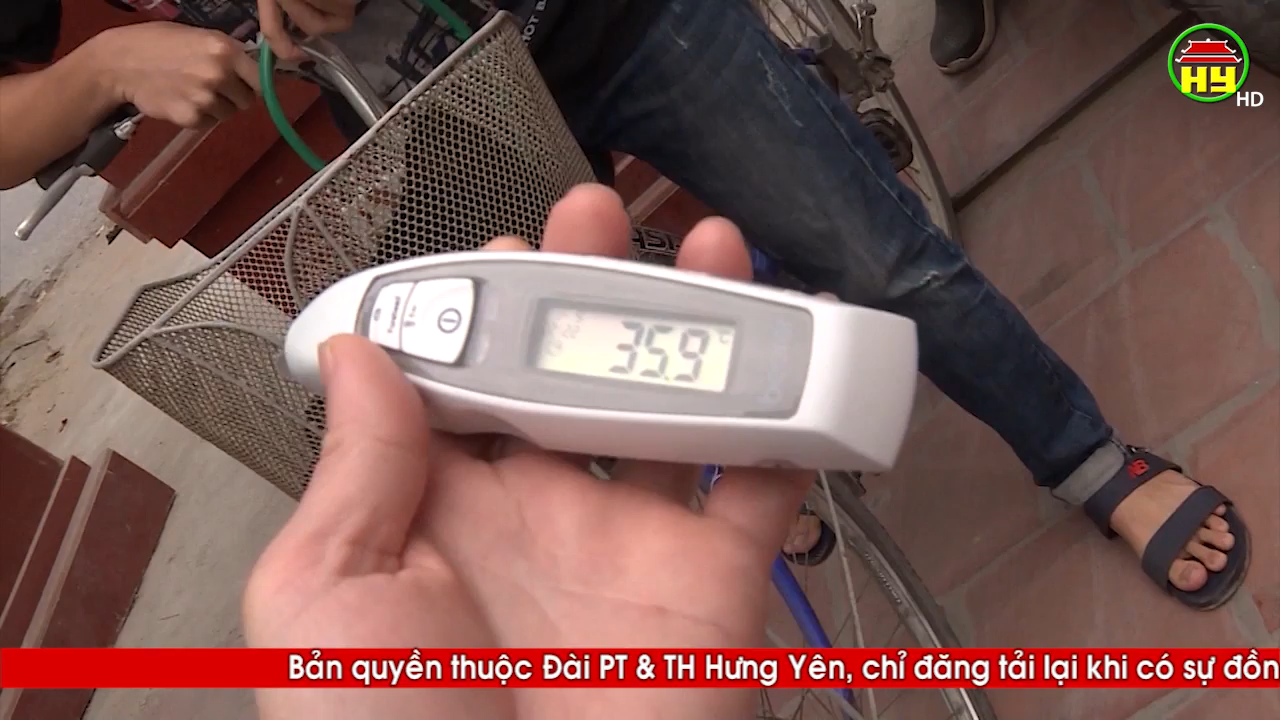 HOT B
HY
HD
35.9
°C
Bản quyền thuộc Đài PT & TH Hưng Yên, chỉ đăng tải lại khi có sự đồn